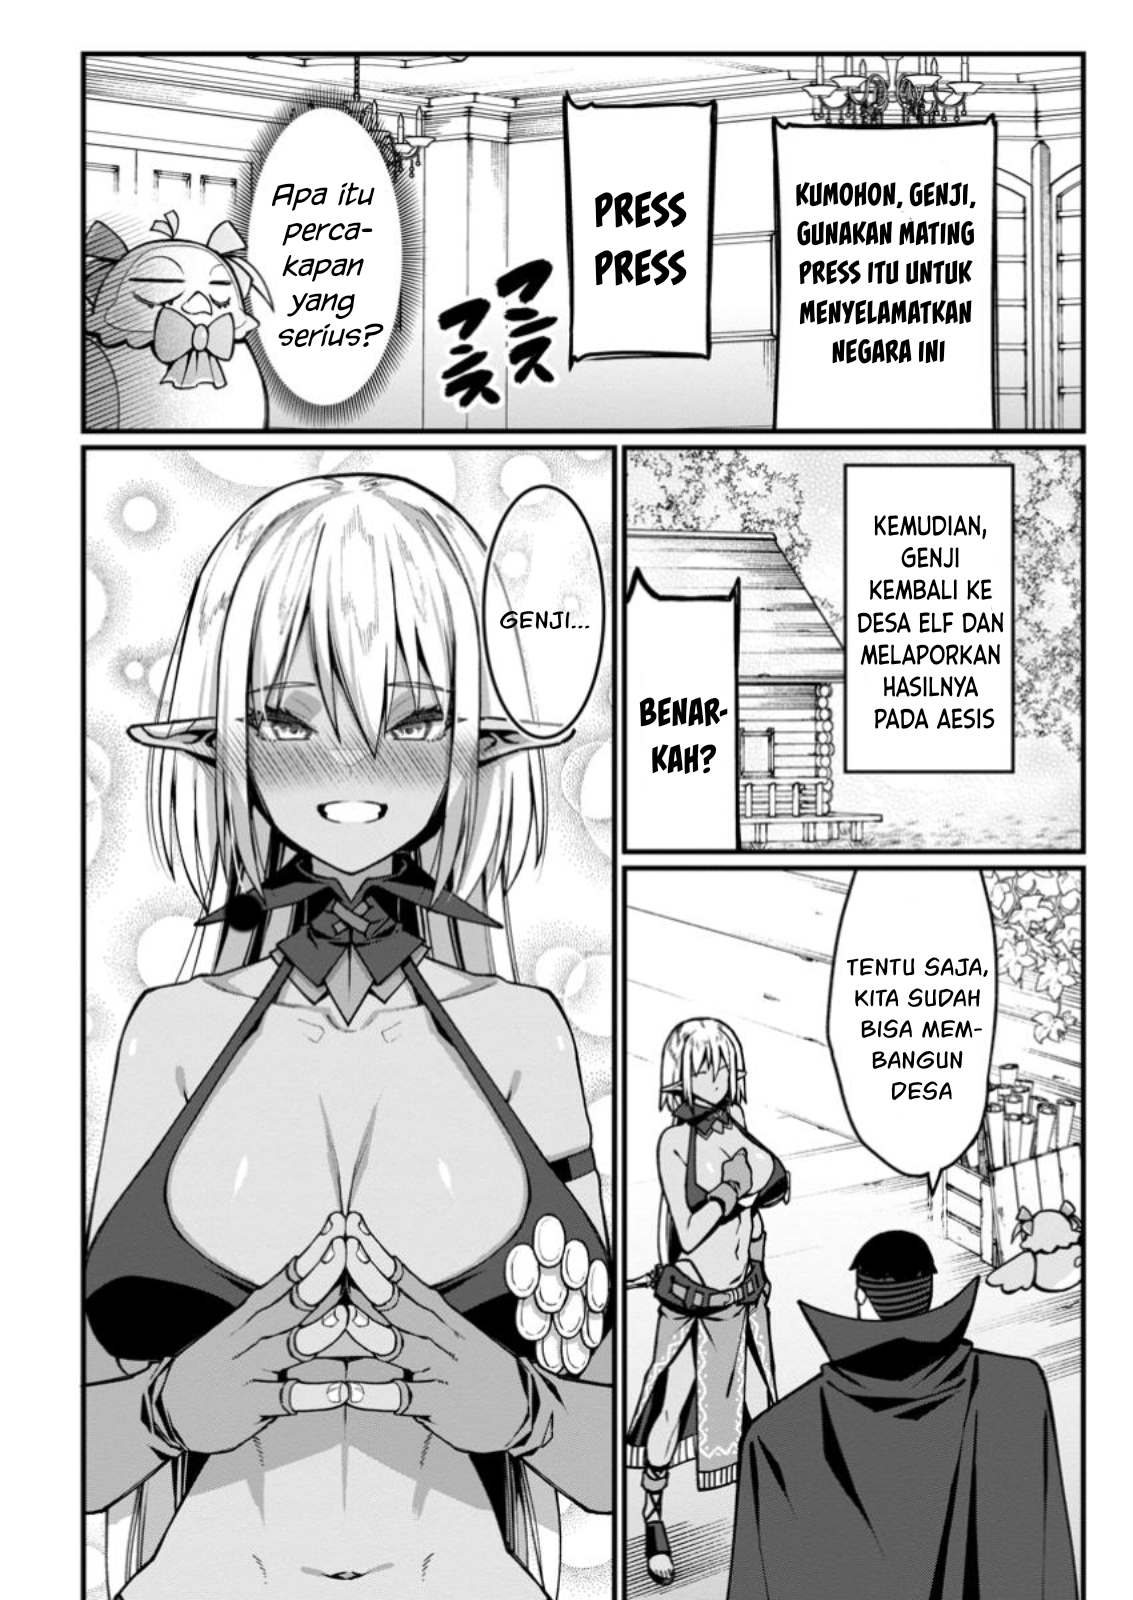 KUMOHON, GENJI,
GUNAKAN MATING
PRESS ITU UNTUK
MENYELAMATKAN
NEGARA INI
PRESS
PRESS
フンス
フンス
Apa itu
perca-
kapan
yang
serius?
KEMUDIAN,
GENJI
KEMBALI KE
DESA ELF DAN
MELAPORKAN
HASILNYA
PADA AESIS
BENAR-
KAH?
TENTU SAJA,
KITA SUDAH
BISA MEM-
BANGUN
DESA
GENJI...